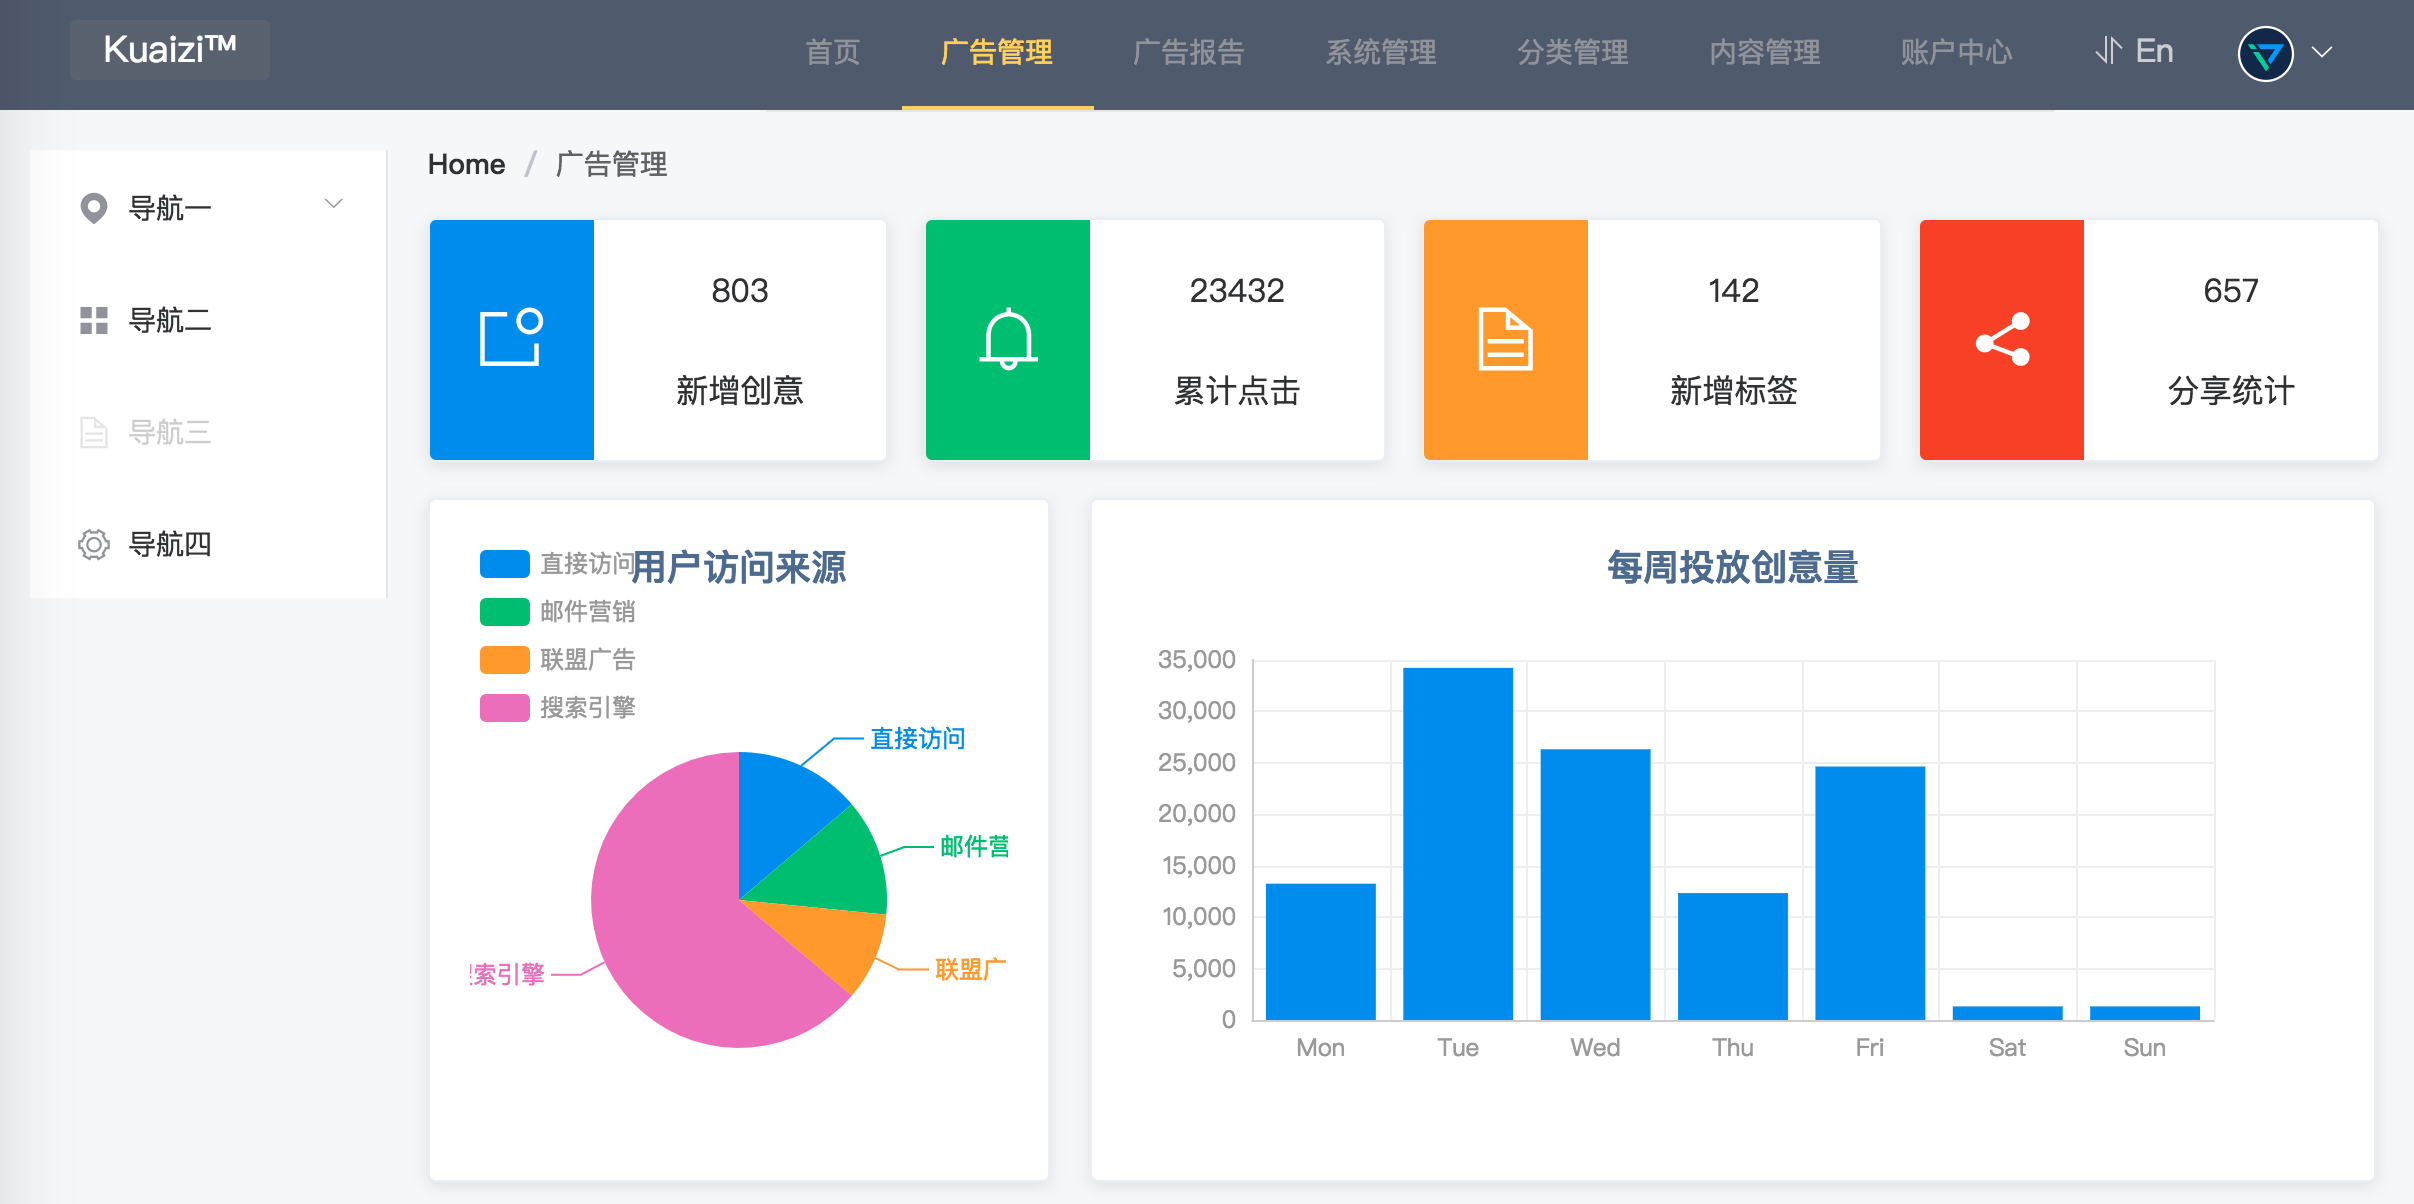 Kuaizi™ 首页 广告管理 广告报告 系统管理 分类管理 内容管理 账户中心 En
Home / 广告管理
导航一
导航二
导航三
导航四
803
新增创意
23432
累计点击
142
新增标签
657
分享统计
用户访问来源
直接访问
邮件营销
联盟广告
搜索引擎
直接访问
邮件营
联盟广
索引擎
每周投放创意量
35,000
30,000
25,000
20,000
15,000
10,000
5,000
0
Mon Tue Wed Thu Fri Sat Sun